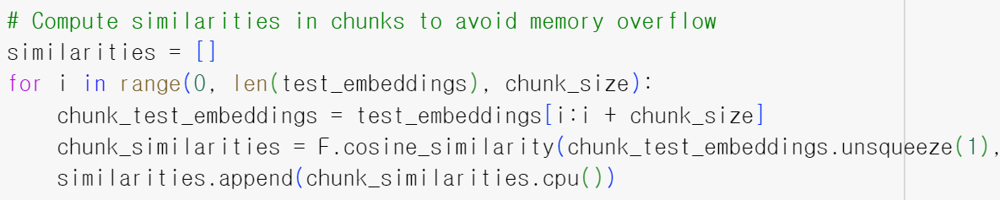 # Compute similarities in chunks to avoid memory overflow
similarities = []
for i in range(0, len(test_embeddings), chunk_size):
    chunk_test_embeddings = test_embeddings[i:i + chunk_size]
    chunk_similarities = F.cosine_similarity(chunk_test_embeddings.unsqueeze(1),
    similarities.append(chunk_similarities.cpu())